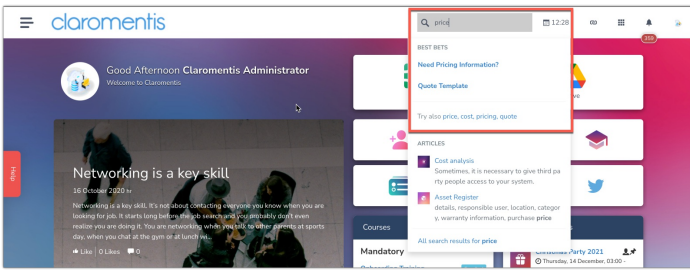 claromentis
price
12:28
359
Good Afternoon Claromentis Administrator
Welcome to Claromentis
BEST BETS
Need Pricing Information?
Quote Template
Try also price, cost, pricing, quote
ARTICLES
Cost analysis
Sometimes, it is necessary to give third pa
rty people access to your system.
Asset Register
details, responsible user, location, categor
y, warranty information, purchase price
All search results for price
Help
Networking is a key skill
16 October 2020
Networking is a key skill. It's not about contacting everyone you know when you are
looking for job. It starts long before the job search and you probably don't even
realize you are doing it. You are networking when you talk to other parents at sports
day, when you chat at the gym or at lunch wi...
Like 0 Likes 0
Courses
Mandatory
Onboarding Training
Christmas Party 2021
Thursday, 14 December, 03:00 -